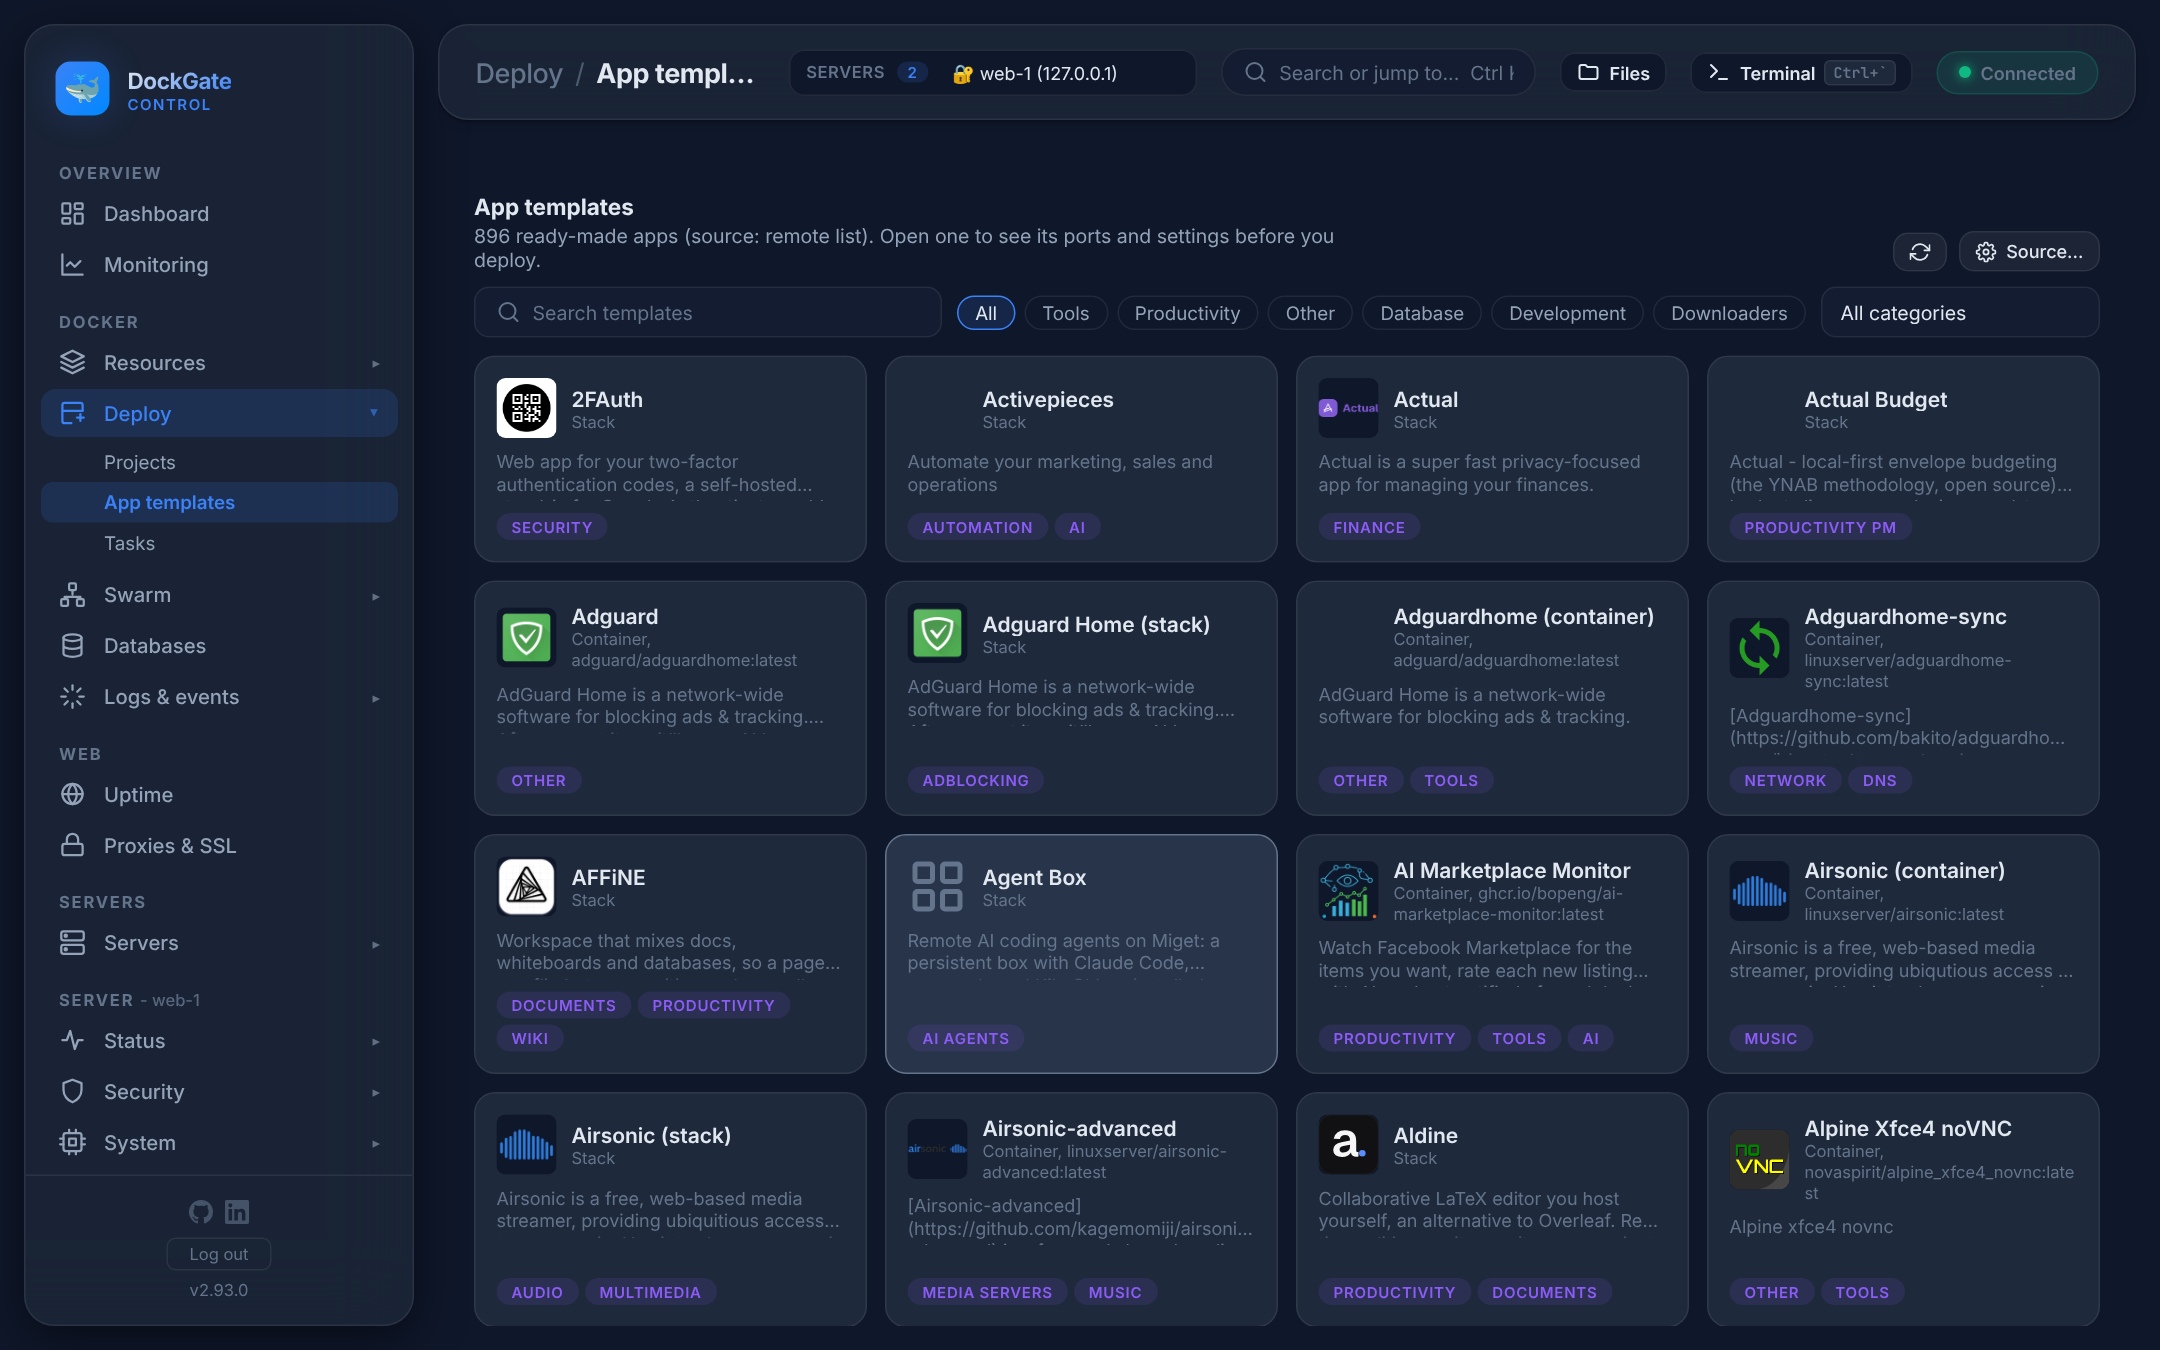 DockGate
CONTROL
OVERVIEW
Dashboard
Monitoring
DOCKER
Resources
Deploy
Projects
App templates
Tasks
Swarm
Databases
Logs & events
WEB
Uptime
Proxies & SSL
SERVERS
Servers
SERVER - web-1
Status
Security
System
Log out
v2.93.0
Deploy / App templ...
SERVERS 2
web-1 (127.0.0.1)
Search or jump to... Ctrl
Files
Terminal Ctrl+`
Connected
App templates
896 ready-made apps (source: remote list). Open one to see its ports and settings before you
deploy.
Source...
Search templates
All Tools Productivity Other Database Development Downloaders
All categories
2FAuth
Stack
Web app for your two-factor
authentication codes, a self-hosted...
SECURITY
Activepieces
Stack
Automate your marketing, sales and
operations
AUTOMATION AI
Actual
Actual
Stack
Actual is a super fast privacy-focused
app for managing your finances.
FINANCE
Actual Budget
Stack
Actual - local-first envelope budgeting
(the YNAB methodology, open source)...
PRODUCTIVITY PM
Adguard
Container,
adguard/adguardhome:latest
AdGuard Home is a network-wide
software for blocking ads & tracking....
OTHER
Adguard Home (stack)
Stack
AdGuard Home is a network-wide
software for blocking ads & tracking....
ADBLOCKING
Adguardhome (container)
Container,
adguard/adguardhome:latest
AdGuard Home is a network-wide
software for blocking ads & tracking.
OTHER TOOLS
Adguardhome-sync
Container,
linuxserver/adguardhome-
sync:latest
[Adguardhome-sync]
(https://github.com/bakito/adguardho...
NETWORK DNS
AFFiNE
Stack
Workspace that mixes docs,
whiteboards and databases, so a page...
DOCUMENTS PRODUCTIVITY
WIKI
Agent Box
Stack
Remote AI coding agents on Miget: a
persistent box with Claude Code,...
AI AGENTS
AI Marketplace Monitor
Container, ghcr.io/bopeng/ai-
marketplace-monitor:latest
Watch Facebook Marketplace for the
items you want, rate each new listing...
PRODUCTIVITY TOOLS AI
Airsonic (container)
Container,
linuxserver/airsonic:latest
Airsonic is a free, web-based media
streamer, providing ubiqutious access ...
MUSIC
Airsonic (stack)
Stack
Airsonic is a free, web-based media
streamer, providing ubiquitious access...
AUDIO MULTIMEDIA
airsonic
Airsonic-advanced
Container, linuxserver/airsonic-
advanced:latest
[Airsonic-advanced]
(https://github.com/kagemomiji/airsoni...
MEDIA SERVERS MUSIC
a.
Aldine
Stack
Collaborative LaTeX editor you host
yourself, an alternative to Overleaf. Re...
PRODUCTIVITY DOCUMENTS
no
VNC
Alpine Xfce4 noVNC
Container,
novaspirit/alpine_xfce4_novnc:late
st
Alpine xfce4 novnc
OTHER TOOLS